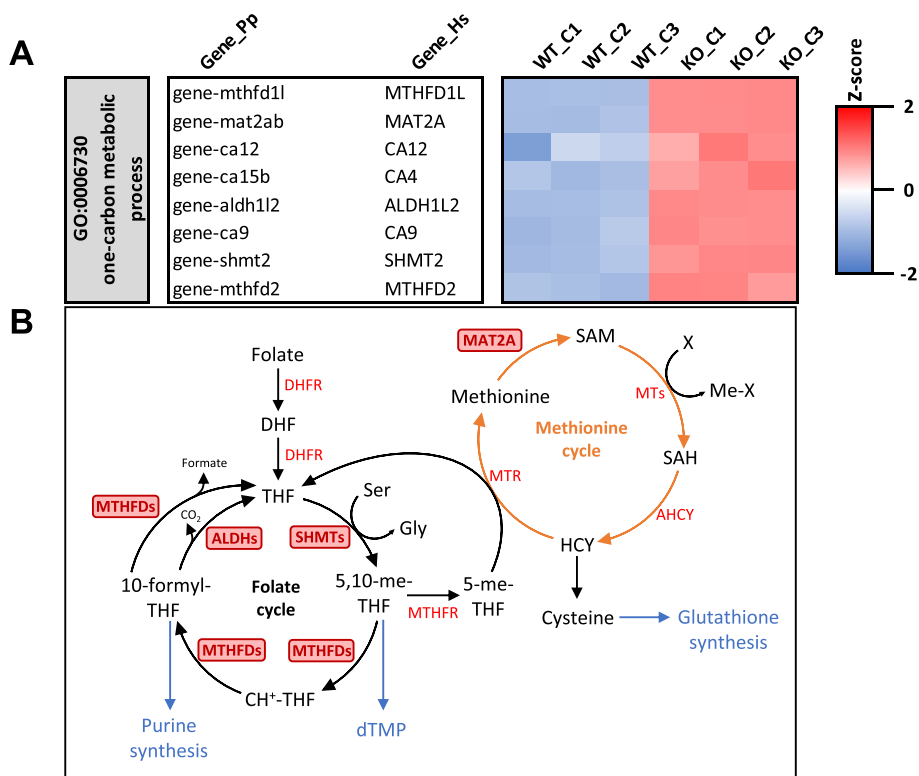 A
Gene_Pp
Gene_Hs
WT_C1
WT_C2
WT_C3
KO_C1
KO_C2
KO_C3
Z-score
GO:0006730
one-carbon metabolic
process
gene-mthfd1l MTHFD1L
gene-mat2ab MAT2A
gene-ca12 CA12
gene-ca15b CA4
gene-aldh1l2 ALDH1L2
gene-ca9 CA9
gene-shmt2 SHMT2
gene-mthfd2 MTHFD2
2
0
-2
B
Folate
DHFR
DHF
DHFR
THF
Formate
MTHFDs
CO2
ALDHs
SHMTs
Ser
Gly
10-formyl-
THF
Folate
cycle
5,10-me-
THF
MTHFR
5-me-
THF
MTHFDs
MTHFDs
CH+-THF
Purine
synthesis
dTMP
MAT2A
SAM
X
Me-X
MTs
Methionine
Methionine
cycle
SAH
MTR
AHCY
HCY
Cysteine
Glutathione
synthesis